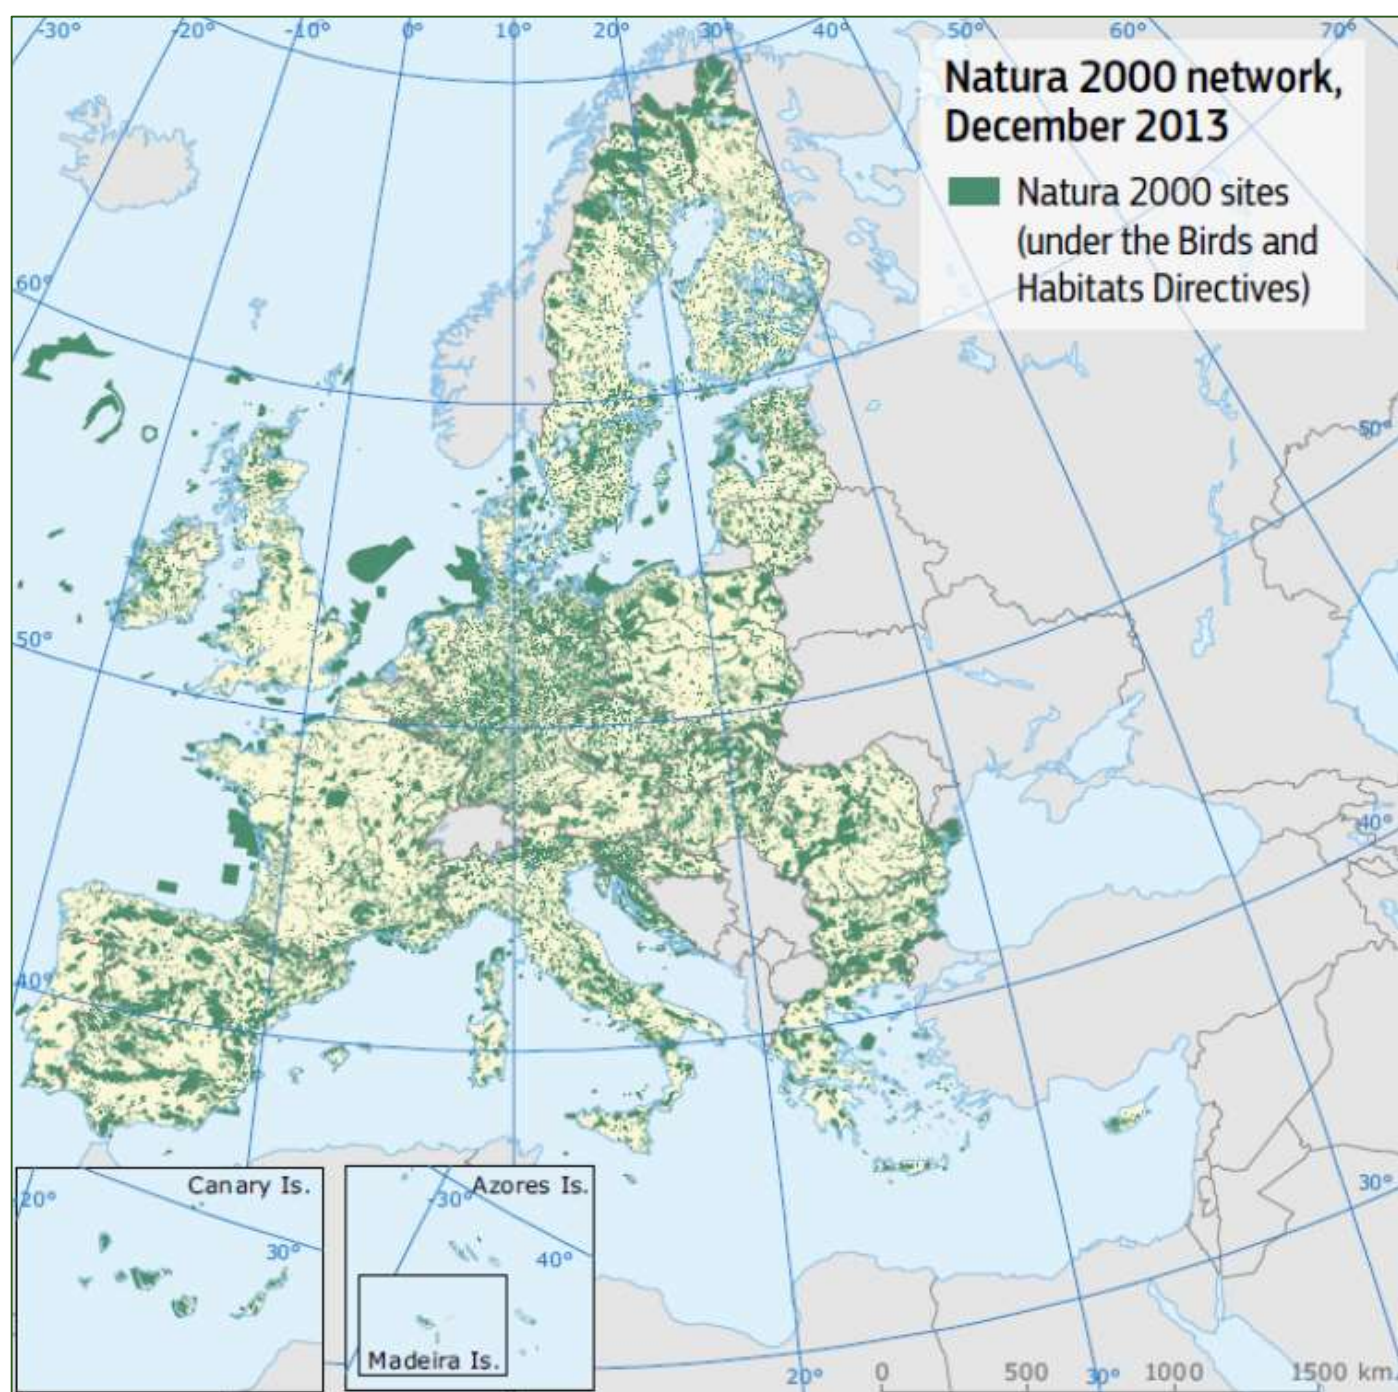 -30°
-20°
-10°
0°
10°
20°
30°
40°
50°
60°
70°
Natura 2000 network,
December 2013
Natura 2000 sites
(under the Birds and
Habitats Directives)
60°
50°
50°
40°
40°
30°
Canary Is.
20°
30°
Azores Is.
-30°
40°
Madeira Is.
20°
30°
0 500 1000 1500 km